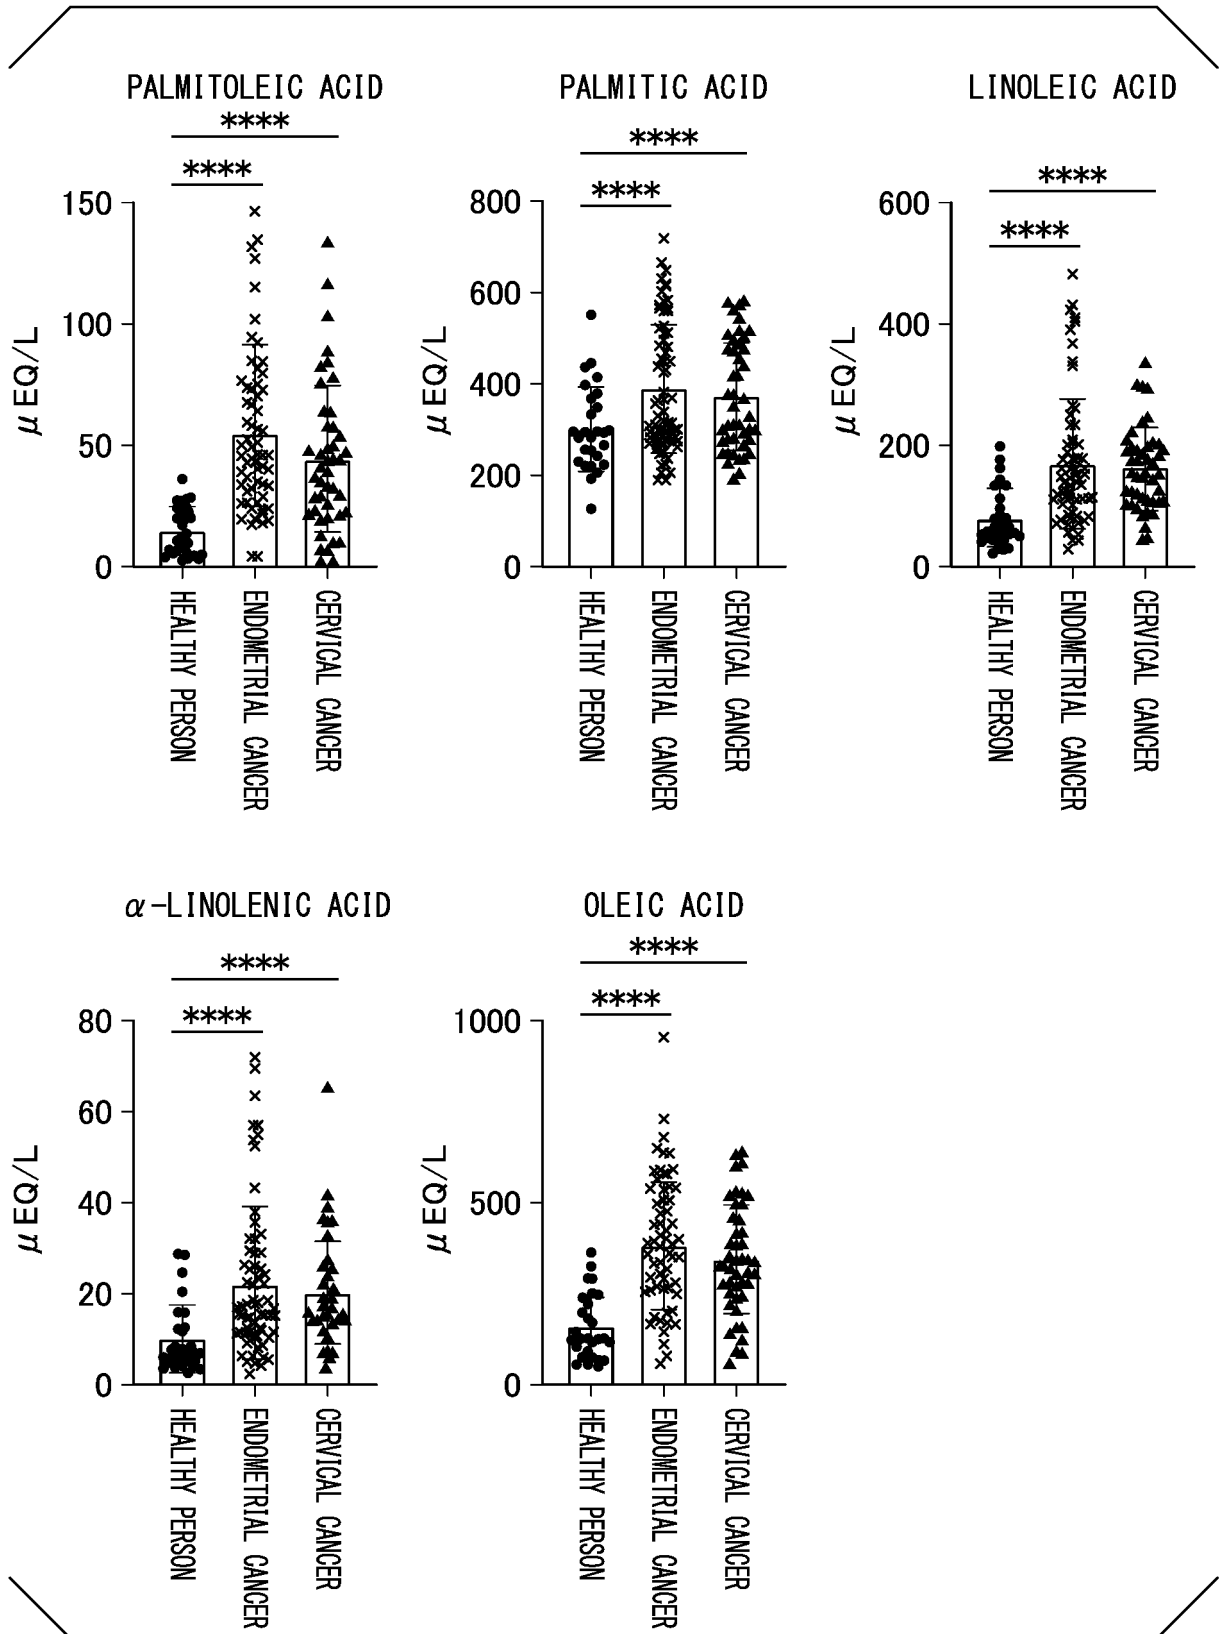 PALMITOLEIC ACID
****
****
150
100
50
0
μEQ/L
HEALTHY PERSON
ENDOMETRIAL CANCER
CERVICAL CANCER
PALMITIC ACID
****
****
800
600
400
200
0
μEQ/L
HEALTHY PERSON
ENDOMETRIAL CANCER
CERVICAL CANCER
LINOLEIC ACID
****
****
600
400
200
0
μEQ/L
HEALTHY PERSON
ENDOMETRIAL CANCER
CERVICAL CANCER
α-LINOLENIC ACID
****
****
80
60
40
20
0
μEQ/L
HEALTHY PERSON
ENDOMETRIAL CANCER
CERVICAL CANCER
OLEIC ACID
****
****
1000
500
0
μEQ/L
HEALTHY PERSON
ENDOMETRIAL CANCER
CERVICAL CANCER